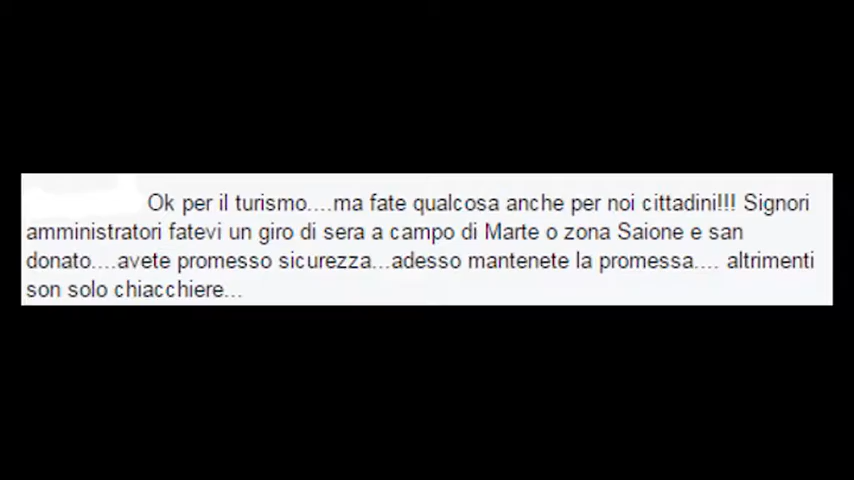 Ok per il turismo....ma fate qualcosa anche per noi cittadini!!! Signori
amministratori fatevi un giro di sera a campo di Marte o zona Saione e san
donato....avete promesso sicurezza...adesso mantenete la promessa.... altrimenti
son solo chiacchiere...